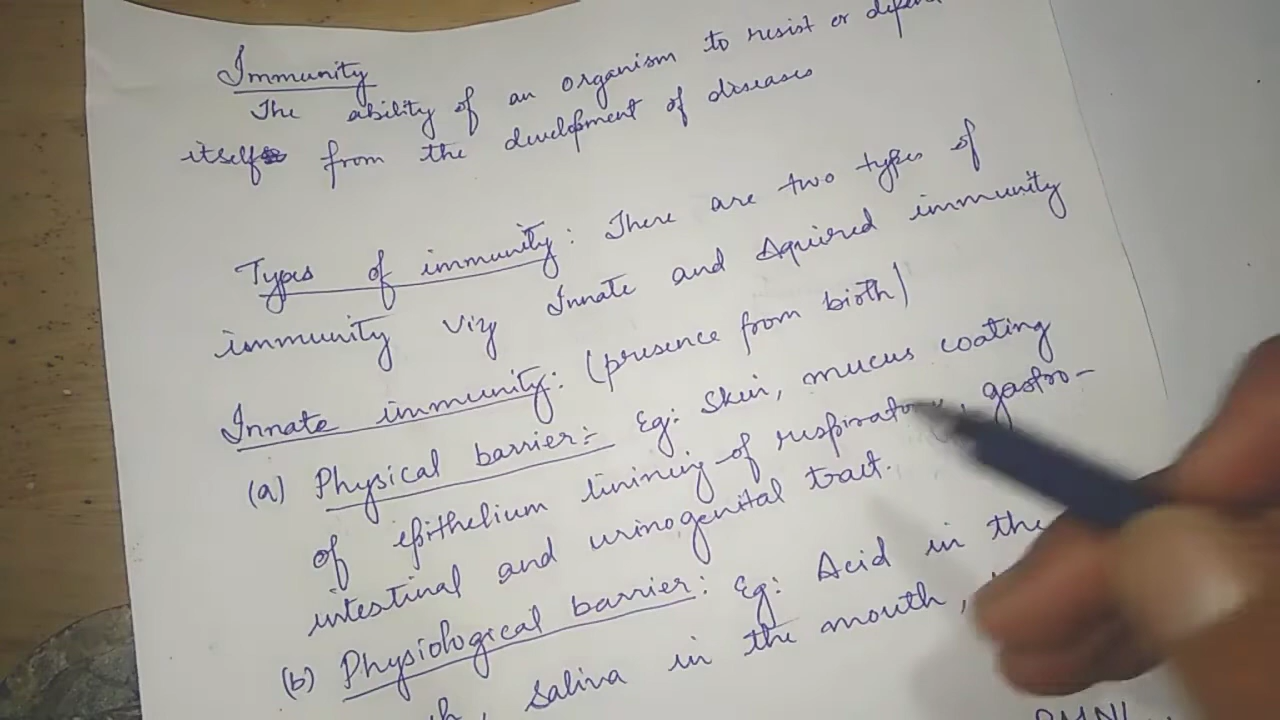 Immunity
The ability of an organism to resist or
itself from the development of diseases
Types of immunity: There are two types of
immunity viz Innate and Aquired immunity
Innate immunity: (presence from birth)
(a) Physical barrier:- Eg: Skin, mucus coating
of epithelium lining of respiratory, gastro-
intestinal and urinogenital tract.
(b) Physiological barrier: Eg: Acid in the
, saliva in the mouth,
PMNL